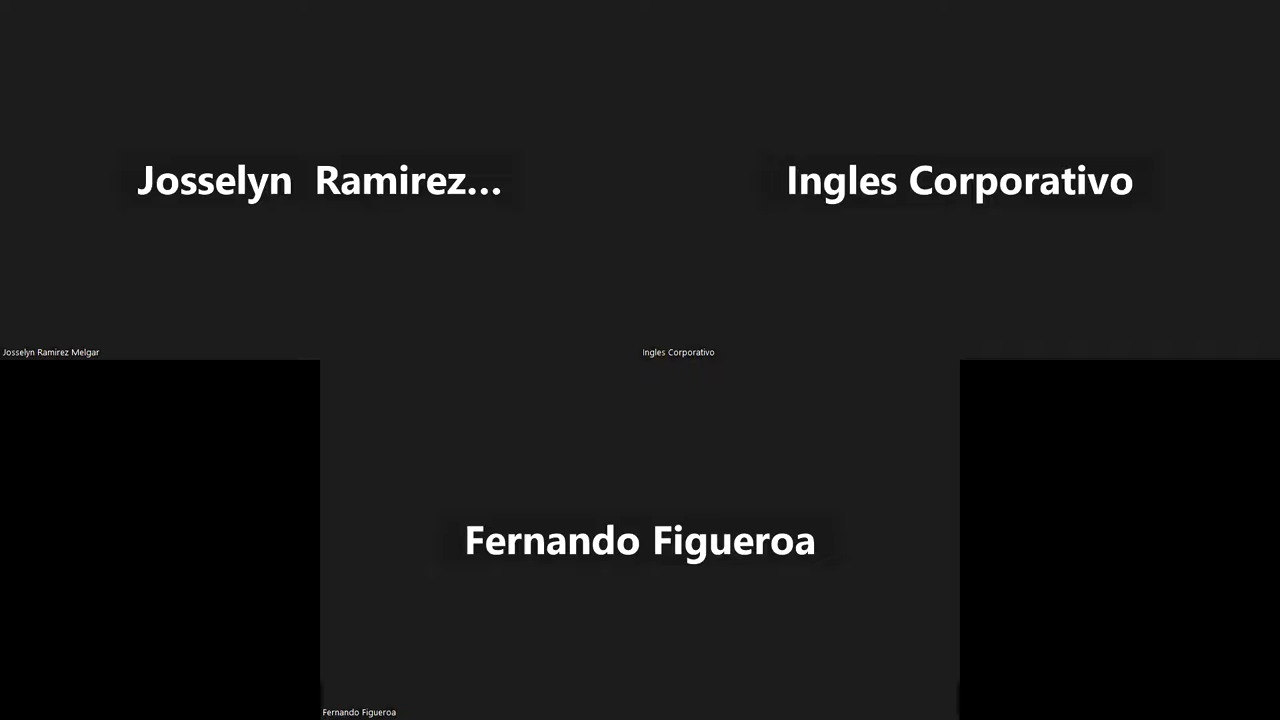 Josselyn  Ramirez...
Ingles Corporativo
Josselyn Ramirez Melgar
Ingles Corporativo
Fernando Figueroa
Fernando Figueroa